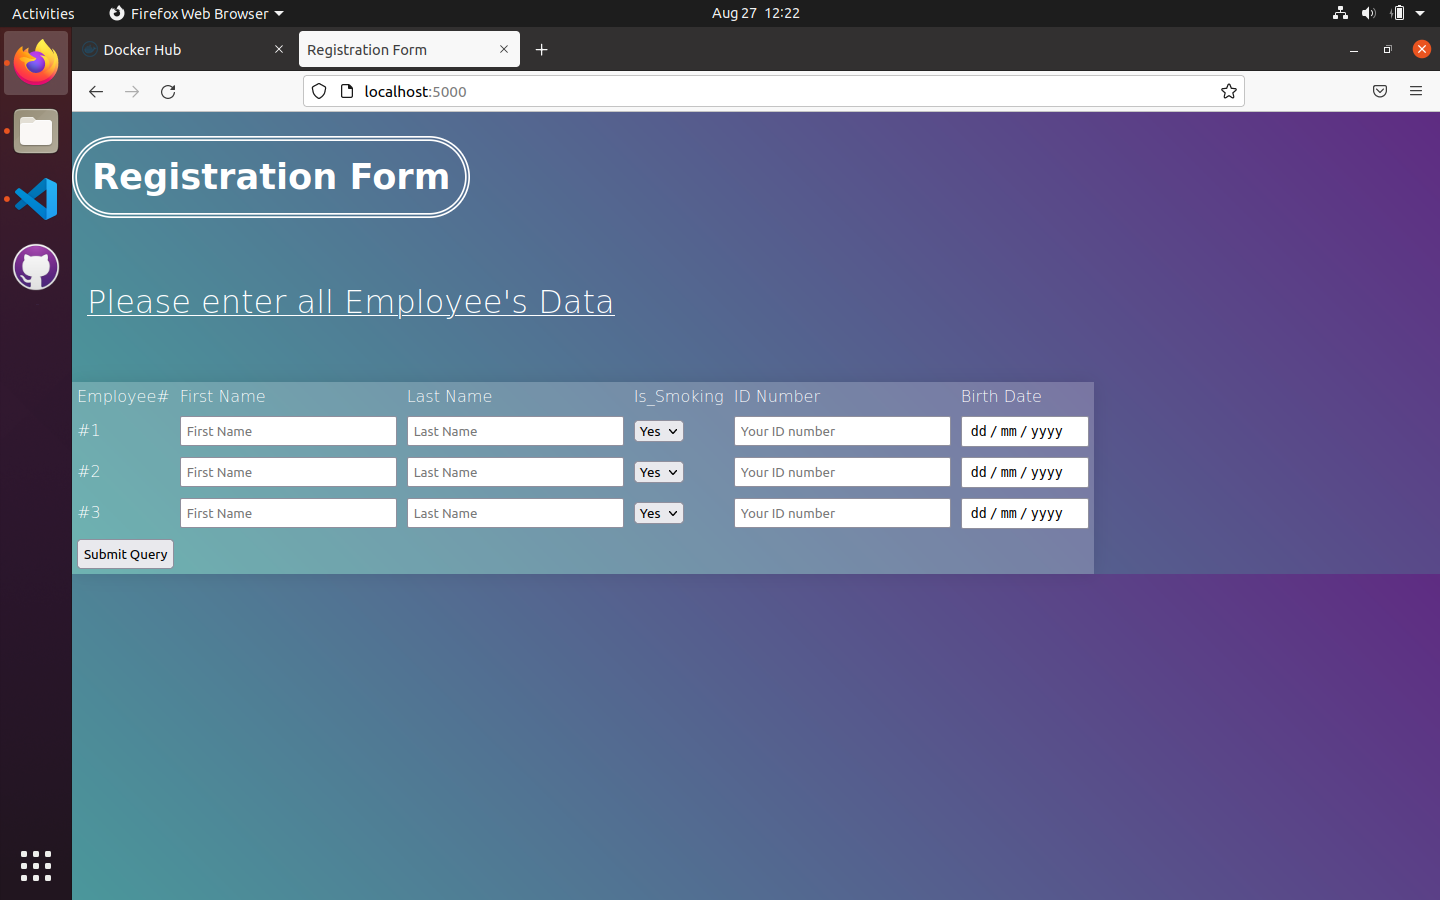 Activities Firefox Web Browser Aug 27 12:22
Docker Hub Registration Form
localhost:5000
Registration Form
Please enter all Employee's Data
Employee# First Name Last Name Is_Smoking ID Number Birth Date
#1 First Name Last Name Yes Your ID number dd / mm / yyyy
#2 First Name Last Name Yes Your ID number dd / mm / yyyy
#3 First Name Last Name Yes Your ID number dd / mm / yyyy
Submit Query